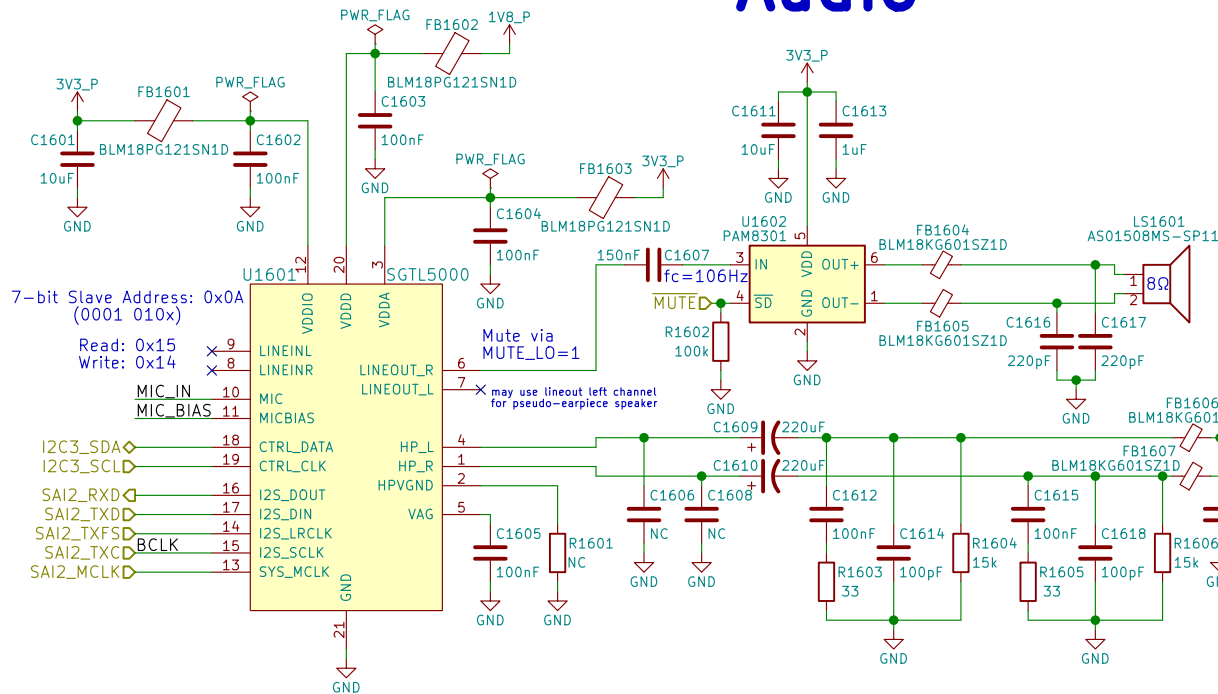 Audio
PWR_FLAG
1V8_P
FB1602
BLM18PG121SN1D
C1603
100nF
GND
3V3_P
FB1601
PWR_FLAG
C1601
BLM18PG121SN1D
C1602
10uF
100nF
GND
GND
PWR_FLAG
FB1603
3V3_P
BLM18PG121SN1D
C1604
100nF
GND
3V3_P
C1611
C1613
10uF
1uF
GND
GND
U1602
PAM8301
150nF
C1607
fc=106Hz
MUTE
3
4
5
2
6
1
IN
SD
VDD
GND
OUT+
OUT-
GND
R1602
100k
GND
FB1604
BLM18KG601SZ1D
FB1605
BLM18KG601SZ1D
LS1601
AS01508MS-SP11
1
2
8Ω
C1616
C1617
220pF
220pF
GND
U1601
SGTL5000
7-bit Slave Address: 0x0A
(0001 010x)
Read: 0x15
Write: 0x14
12
20
3
VDDIO
VDDD
VDDA
9 LINEINL
8 LINEINR
MIC_IN 10 MIC
MIC_BIAS 11 MICBIAS
I2C3_SDA 18 CTRL_DATA
I2C3_SCL 19 CTRL_CLK
SAI2_RXD 16 I2S_DOUT
SAI2_TXD 17 I2S_DIN
SAI2_TXFS 14 I2S_LRCLK
SAI2_TXC BCLK 15 I2S_SCLK
SAI2_MCLK 13 SYS_MCLK
LINEOUT_R 6
LINEOUT_L 7
HP_L 4
HP_R 1
HPVGND 2
VAG 5
GND
21
GND
Mute via
MUTE_LO=1
may use lineout left channel
for pseudo-earpiece speaker
C1605
100nF
GND
R1601
NC
GND
C1606
NC
GND
C1608
NC
GND
C1609
220uF
+
C1610
220uF
+
C1612
100nF
R1603
33
C1614
100pF
R1604
15k
GND
C1615
100nF
R1605
33
C1618
100pF
R1606
15k
GND
FB1606
BLM18KG601
FB1607
BLM18KG601SZ1D